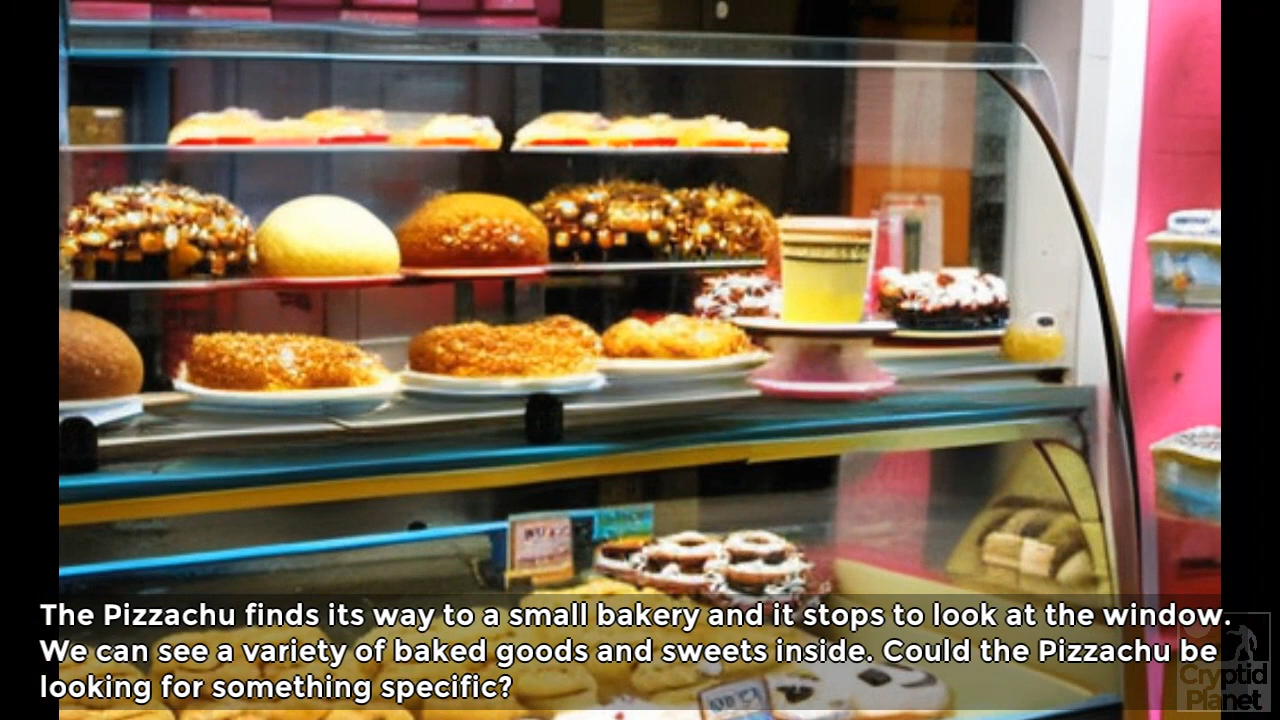 The Pizzachu finds its way to a small bakery and it stops to look at the window.
We can see a variety of baked goods and sweets inside. Could the Pizzachu be
looking for something specific?
Cryptid
Planet